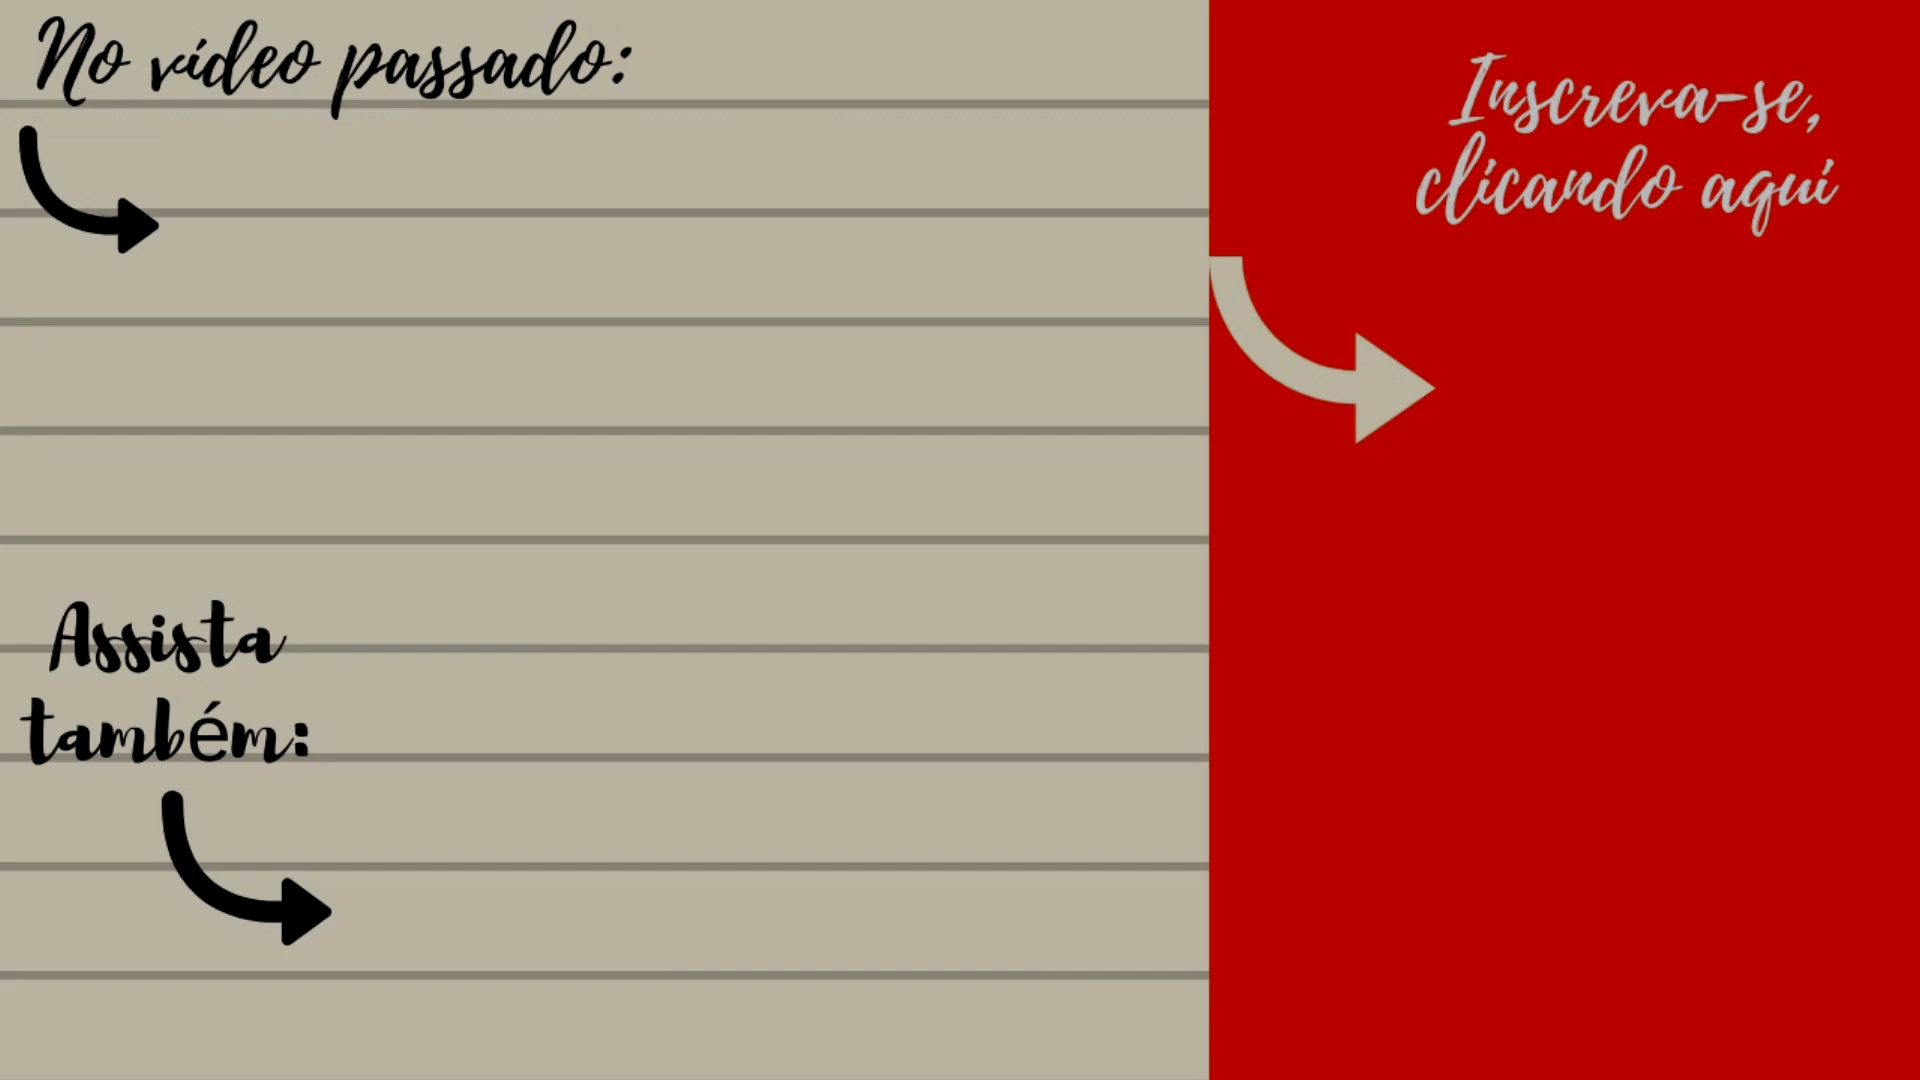 No vídeo passado:
Inscreva-se,
clicando aqui
Assista
também: